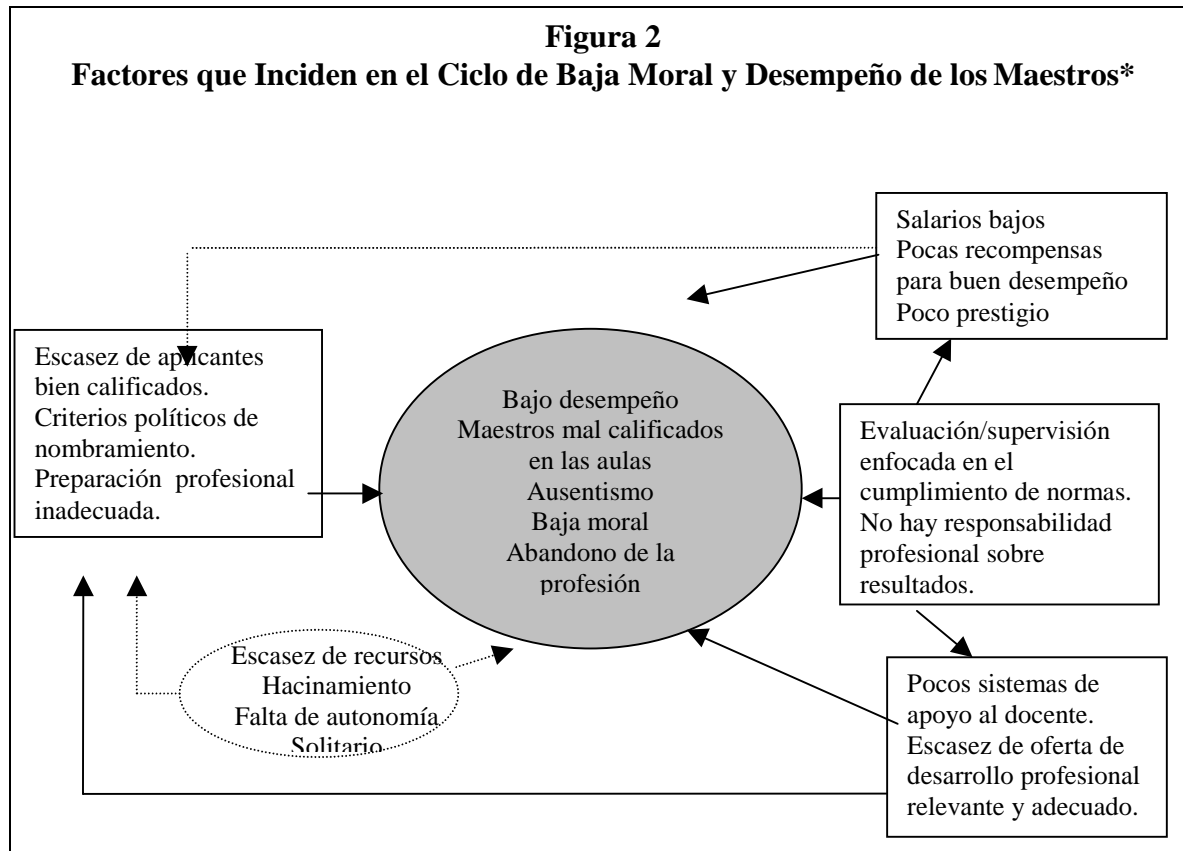 Figura 2
Factores que Inciden en el Ciclo de Baja Moral y Desempeño de los Maestros*
Salarios bajos
Pocas recompensas
para buen desempeño
Poco prestigio
Escasez de aplicantes
bien calificados.
Criterios políticos de
nombramiento.
Preparación profesional
inadecuada.
Bajo desempeño
Maestros mal calificados
en las aulas
Ausentismo
Baja moral
Abandono de la
profesión
Evaluación/supervisión
enfocada en el
cumplimiento de normas.
No hay responsabilidad
profesional sobre
resultados.
Escasez de recursos
Hacinamiento
Falta de autonomía
Solitario
Pocos sistemas de
apoyo al docente.
Escasez de oferta de
desarrollo profesional
relevante y adecuado.